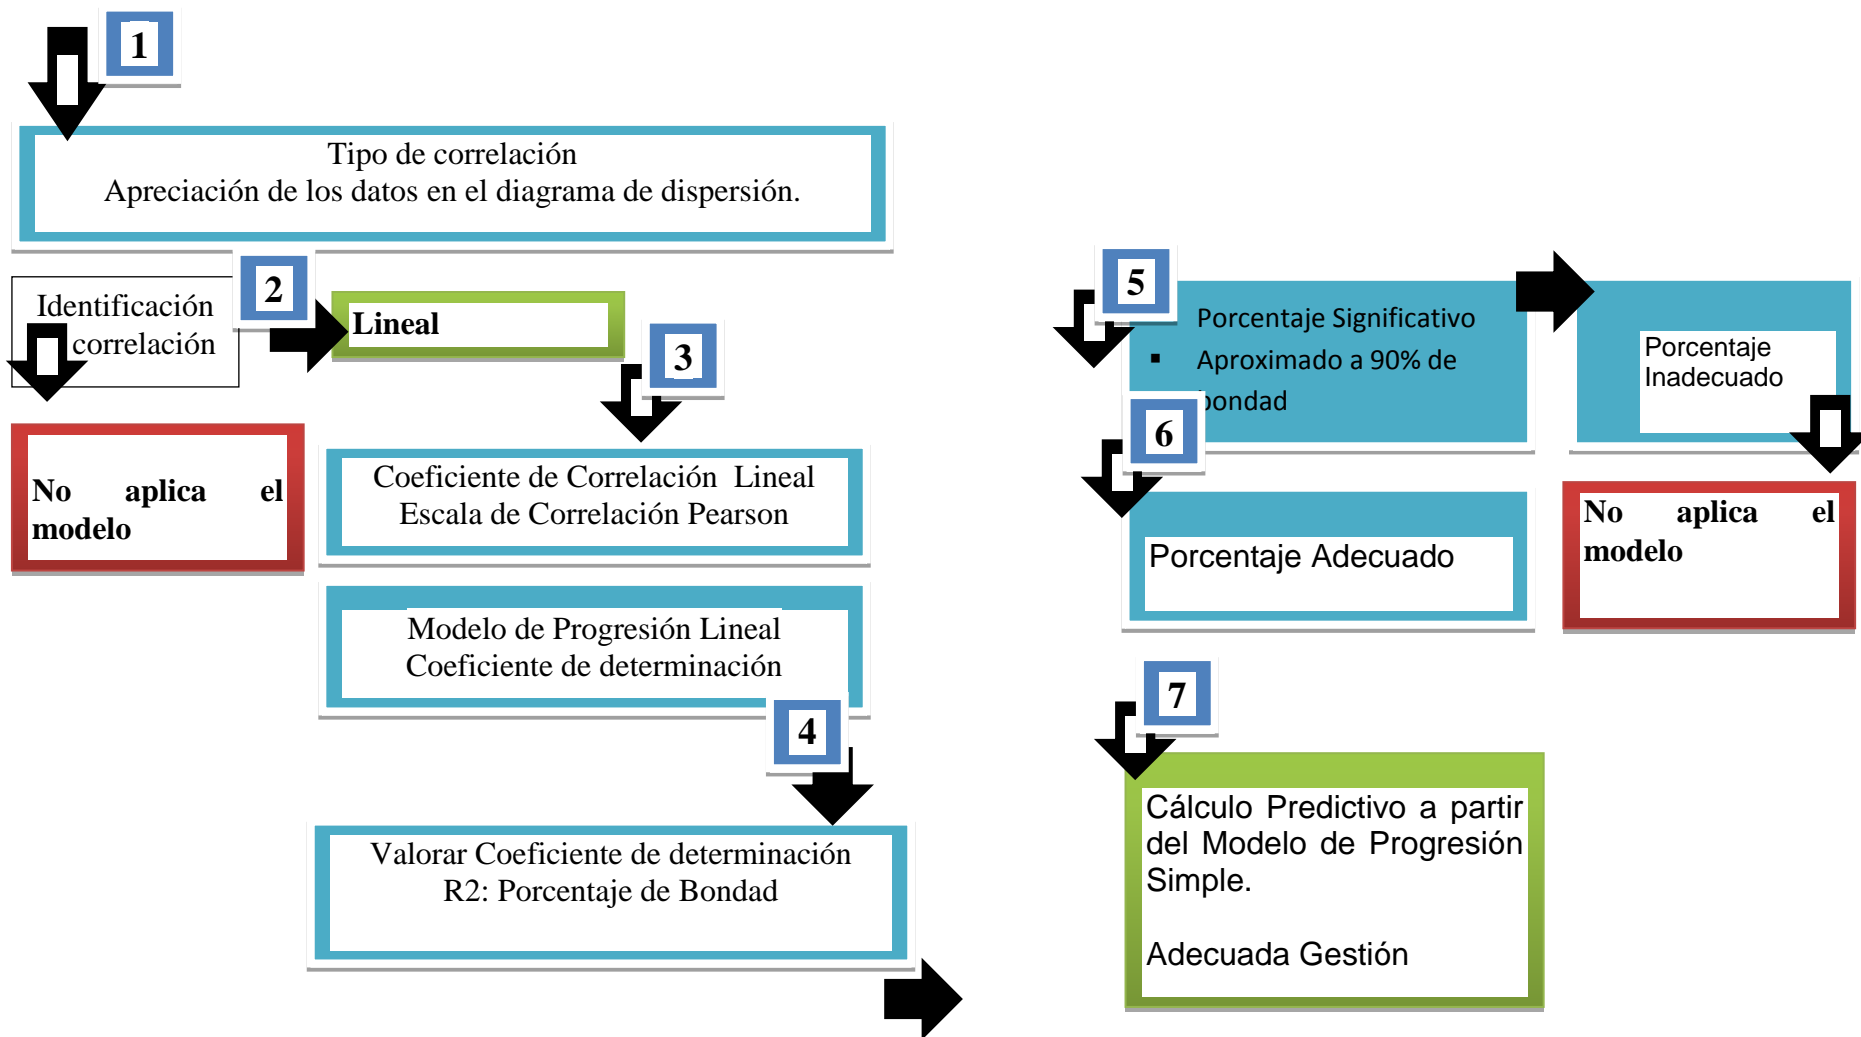 1
Tipo de correlación
Apreciación de los datos en el diagrama de dispersión.
Identificación
correlación
2
Lineal
3
No aplica el
modelo
Coeficiente de Correlación Lineal
Escala de Correlación Pearson
Modelo de Progresión Lineal
Coeficiente de determinación
4
Valorar Coeficiente de determinación
R2: Porcentaje de Bondad
5
Porcentaje Significativo
▪ Aproximado a 90% de
bondad
Porcentaje
Inadecuado
6
Porcentaje Adecuado
No aplica el
modelo
7
Cálculo Predictivo a partir
del Modelo de Progresión
Simple.
Adecuada Gestión